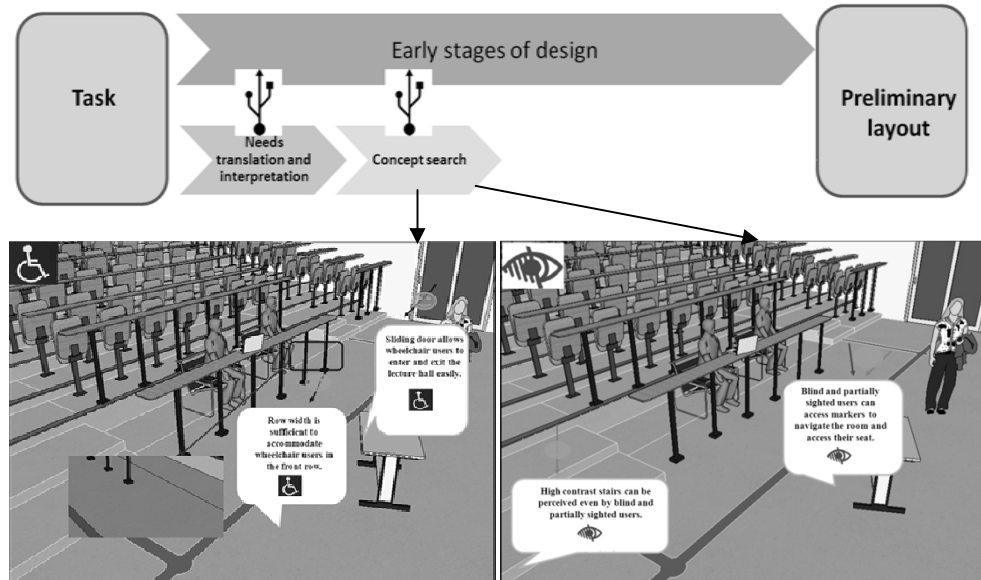 Early stages of design
Task
Preliminary
layout
Needs
translation and
interpretation
Concept search
Sliding door allows
wheelchair users to
enter and exit the
lecture hall easily.
Row width is
sufficient to
accommodate
wheelchair users in
the front row.
Blind and partially
sighted users can
access markers to
navigate the room and
access their seat.
High contrast stairs can be
perceived even by blind and
partially sighted users.